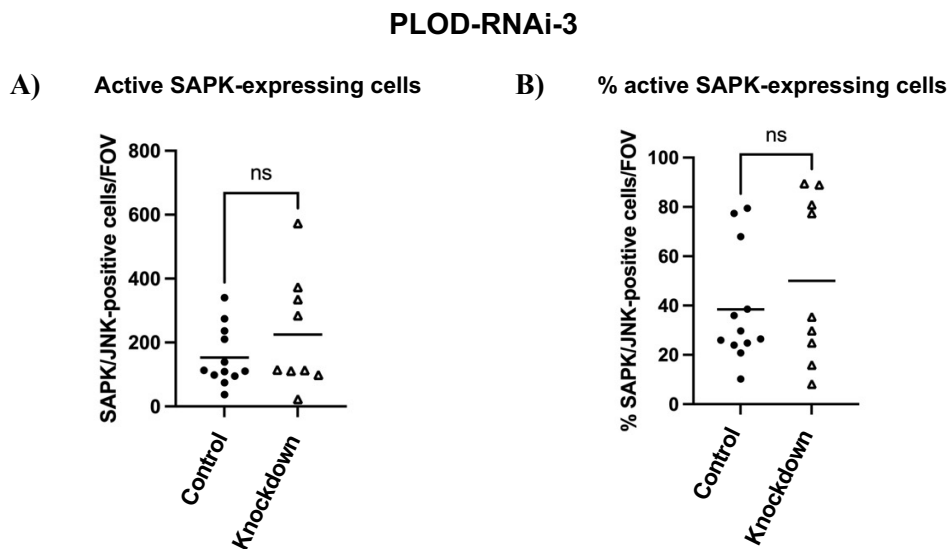 PLOD-RNAi-3
A) Active SAPK-expressing cells
SAPK/JNK-positive cells/FOV
800
600
400
200
0
ns
Control
Knockdown
B) % active SAPK-expressing cells
% SAPK/JNK-positive cells/FOV
100
80
60
40
20
0
ns
Control
Knockdown